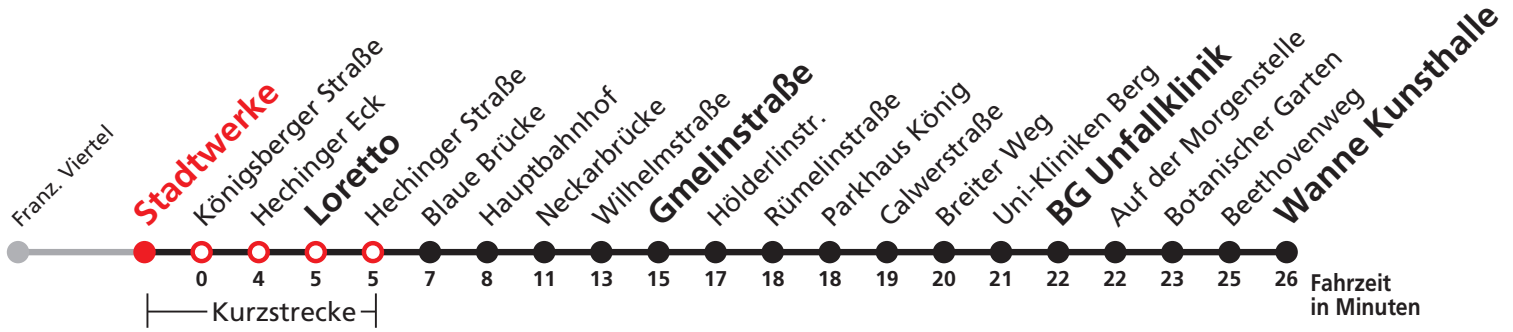 Franz. Viertel
Stadtwerke
Königsberger Straße
Hechinger Eck
Loretto
Hechinger Straße
Blaue Brücke
Hauptbahnhof
Neckarbrücke
Wilhelmstraße
Gmelinstraße
Hölderlinstr.
Rümelinstraße
Parkhaus König
Calwerstraße
Breiter Weg
Uni-Kliniken Berg
BG Unfallklinik
Auf der Morgenstelle
Botanischer Garten
Beethovenweg
Wanne Kunsthalle
0 4 5 5 7 8 11 13 15 17 18 18 19 20 21 22 22 23 25 26
Fahrzeit
in Minuten
Kurzstrecke